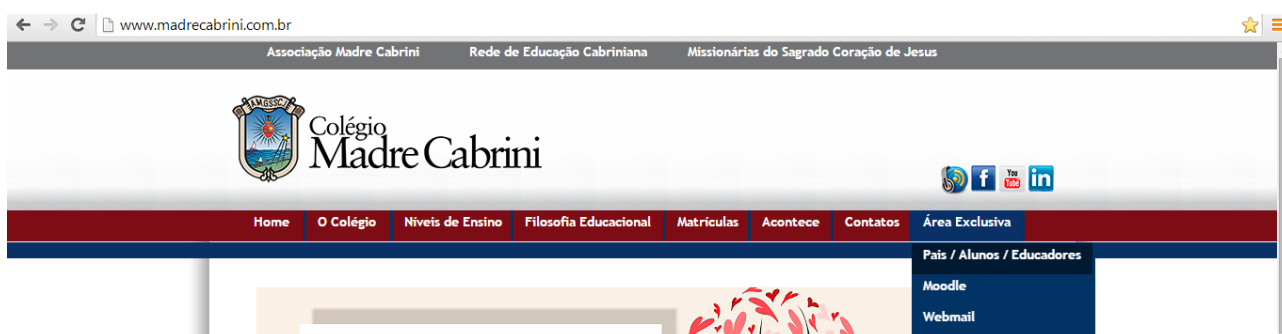 www.madrecabrini.com.br
Associação Madre Cabrini Rede de Educação Cabriniana Missionárias do Sagrado Coração de Jesus
AMGSSCJ
Colégio
Madre Cabrini
You
Tube
Home O Colégio Níveis de Ensino Filosofia Educacional Matrículas Acontece Contatos Área Exclusiva
Pais / Alunos / Educadores
Moodle
Webmail